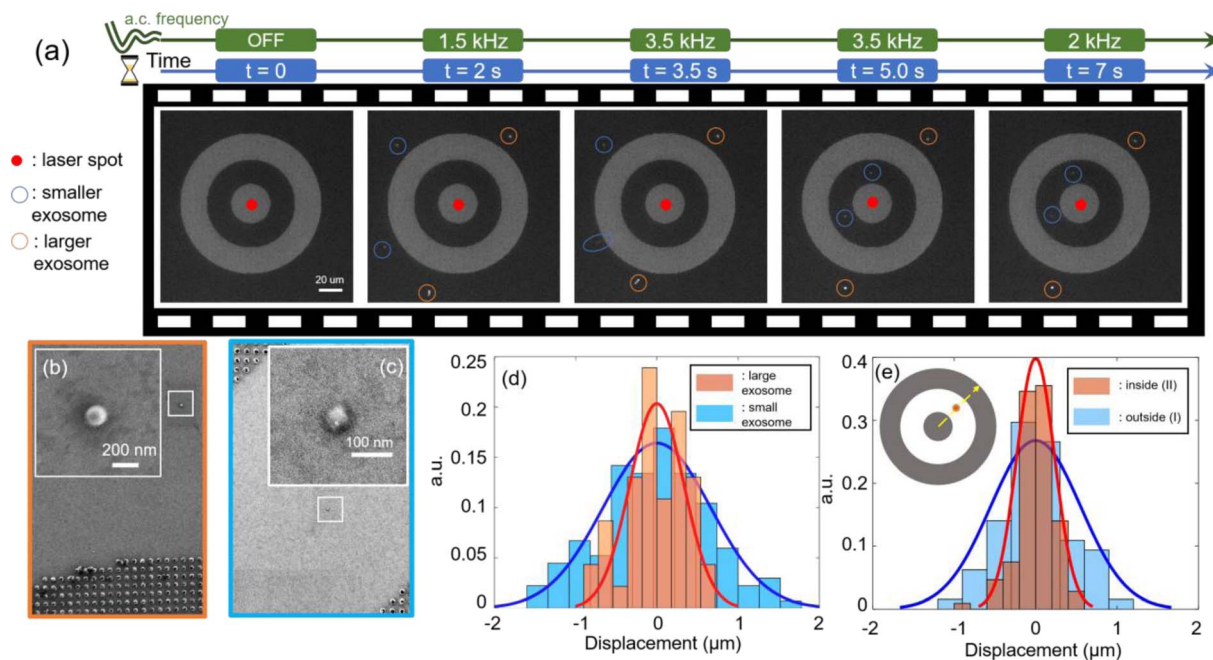 a.c. frequency
(a)
OFF
1.5 kHz
3.5 kHz
3.5 kHz
2 kHz
Time
t = 0
t = 2 s
t = 3.5 s
t = 5.0 s
t = 7 s
: laser spot
: smaller
exosome
: larger
exosome
20 um
(b)
200 nm
(c)
100 nm
(d)
: large
exosome
: small
exosome
0.25
0.2
0.15
0.1
0.05
0
a.u.
-2
-1
0
1
2
Displacement (μm)
(e)
: inside (II)
: outside (I)
0.4
0.3
0.2
0.1
0
a.u.
-2
-1
0
1
2
Displacement (μm)